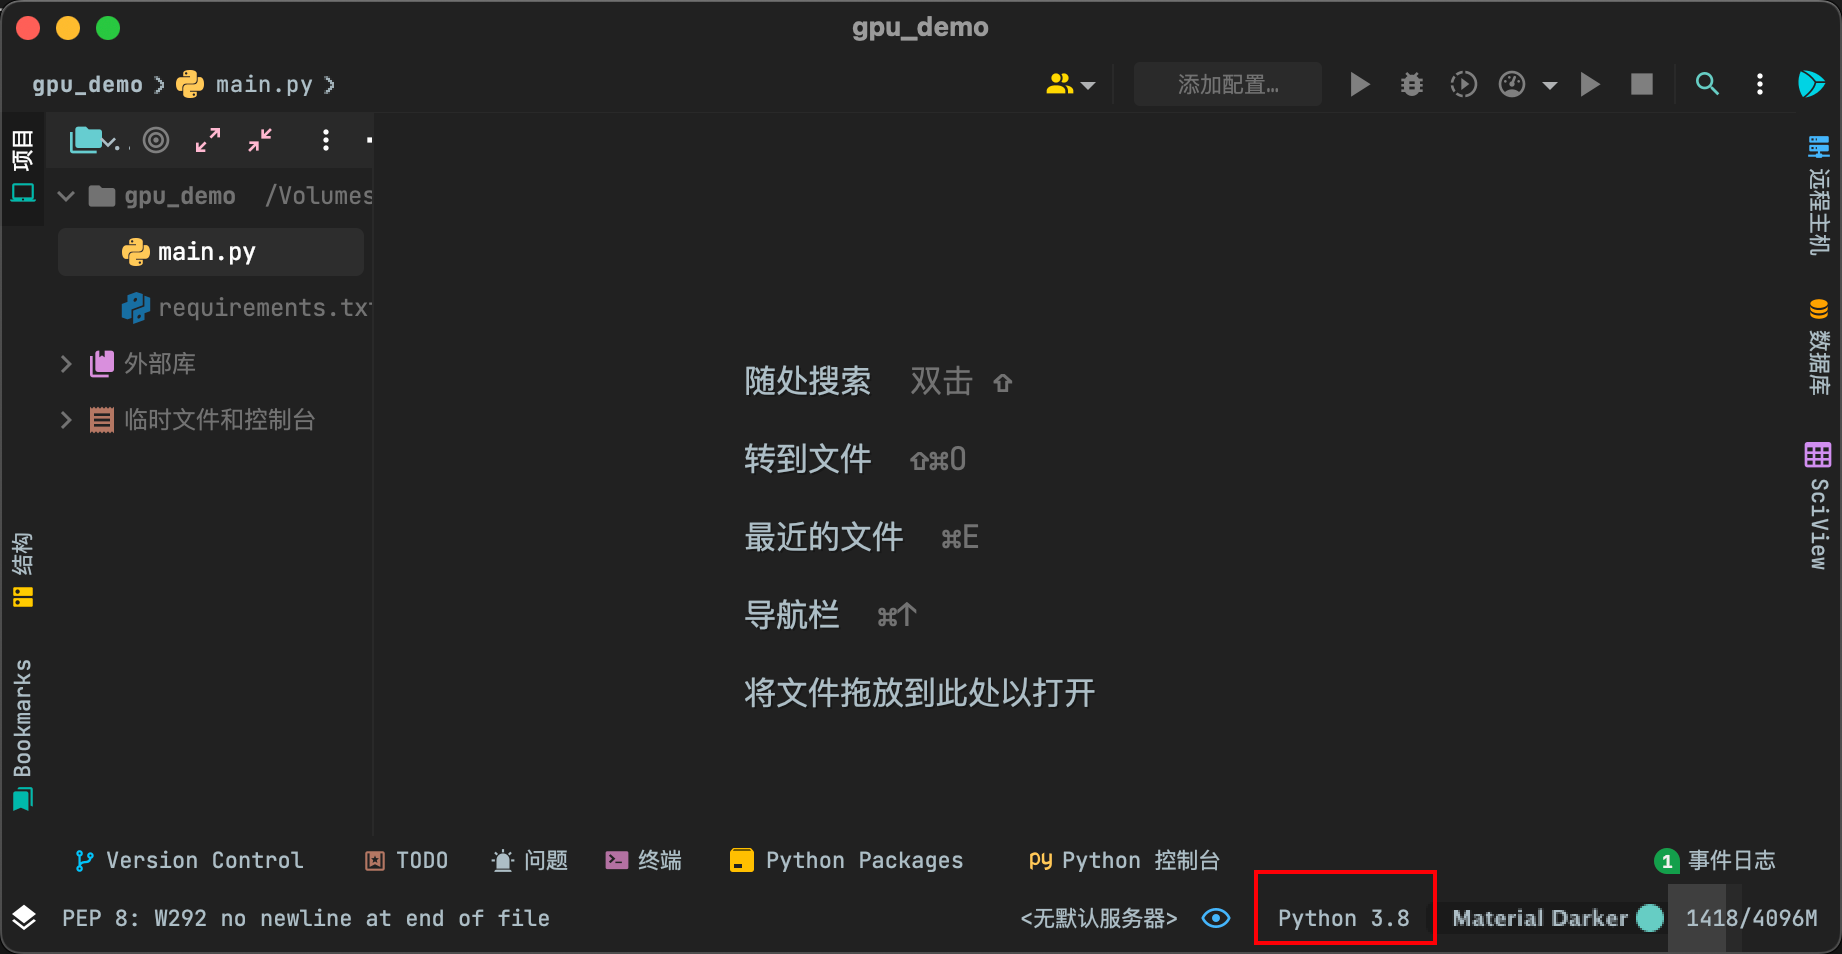 gpu_demo
gpu_demo main.py
添加配置...
项目
gpu_demo /Volumes
main.py
requirements.txt
外部库
临时文件和控制台
结构
Bookmarks
随处搜索 双击 ⇧
转到文件 ⇧⌘O
最近的文件 ⌘E
导航栏 ⌘↑
将文件拖放到此处以打开
远程主机
数据库
SciView
Version Control TODO 问题 终端 Python Packages Python 控制台 1 事件日志
PEP 8: W292 no newline at end of file <无默认服务器> Python 3.8 Material Darker 1418/4096M